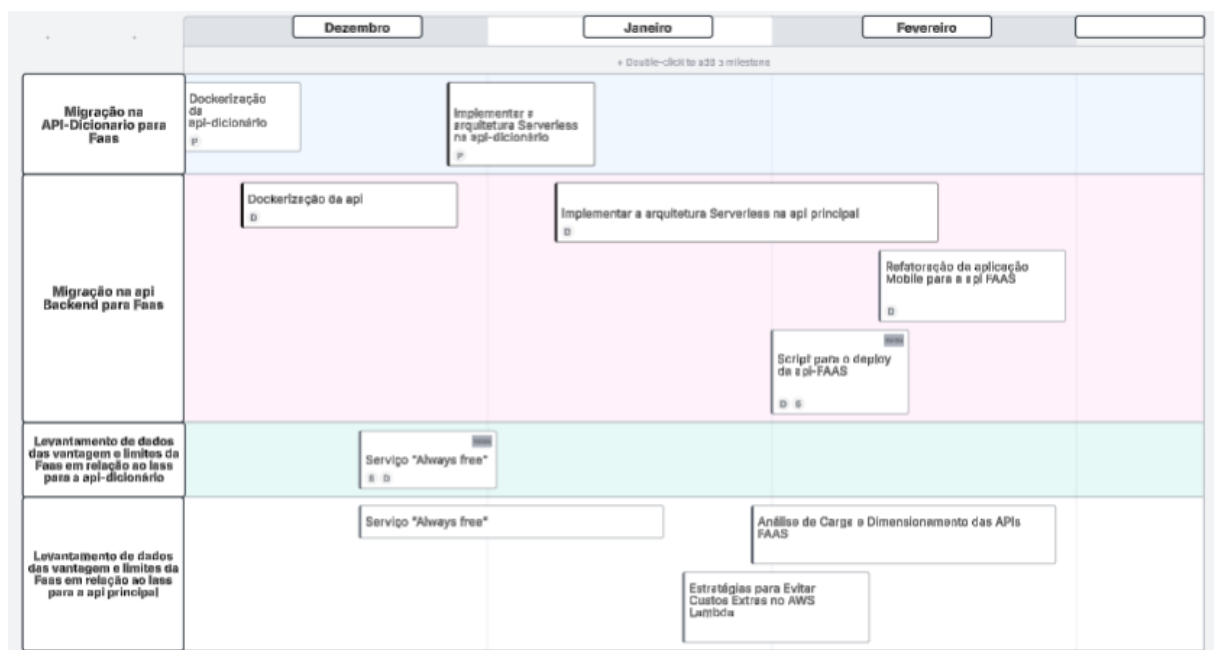 Dezembro
Janeiro
Fevereiro
+ Double-click to add a milestone
Migração na
API-Dicionario para
Faas
Dockerização
da
api-dicionário
P
Implementar a
arquitetura Serverless
na api-dicionário
P
Migração na api
Backend para Faas
Dockerização da api
D
Implementar a arquitetura Serverless na api principal
D
Refatoração da aplicação
Mobile para a api FAAS
D
Script para o deploy
da api-FAAS
D S
Levantamento de dados
das vantagem e limites da
Faas em relação ao Iass
para a api-dicionário
Serviço "Always free"
S D
Levantamento de dados
das vantagem e limites da
Faas em relação ao Iass
para a api principal
Serviço "Always free"
Análise de Carga e Dimensionamento das APIs
FAAS
Estratégias para Evitar
Custos Extras no AWS
Lambda